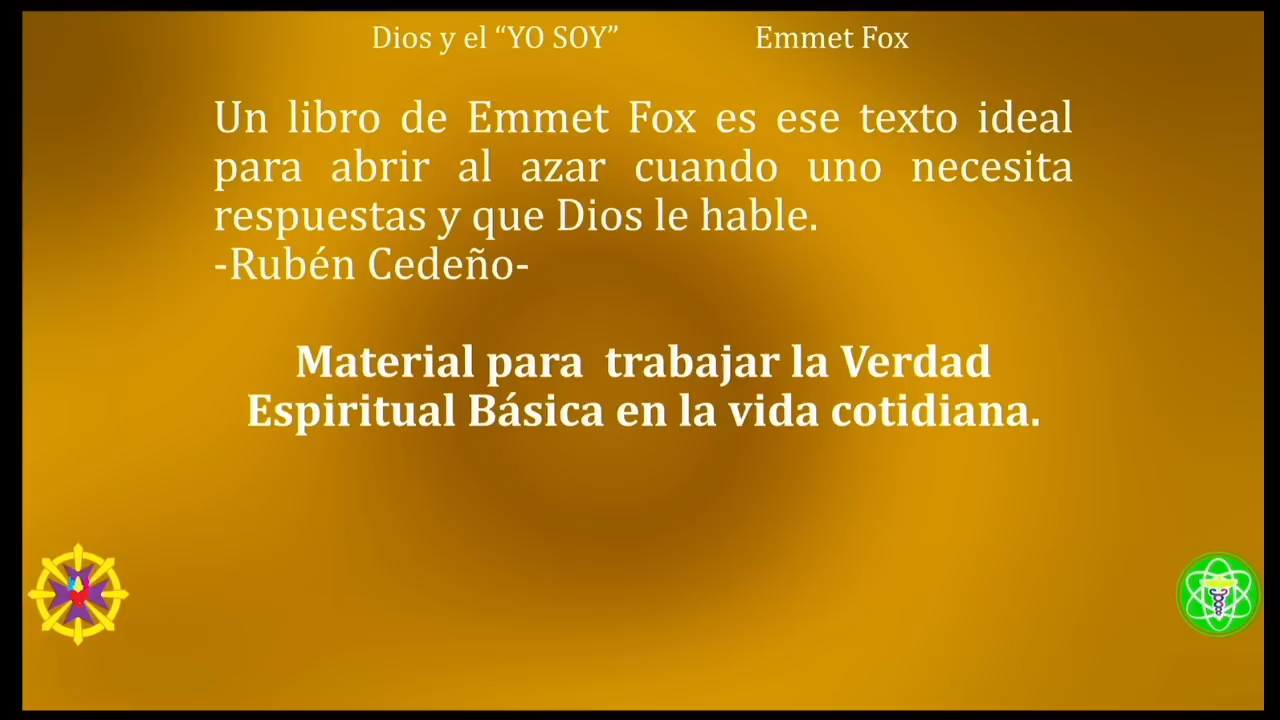 Dios y el “YO SOY” Emmet Fox
Un libro de Emmet Fox es ese texto ideal
para abrir al azar cuando uno necesita
respuestas y que Dios le hable.
-Rubén Cedeño-
Material para trabajar la Verdad
Espiritual Básica en la vida cotidiana.